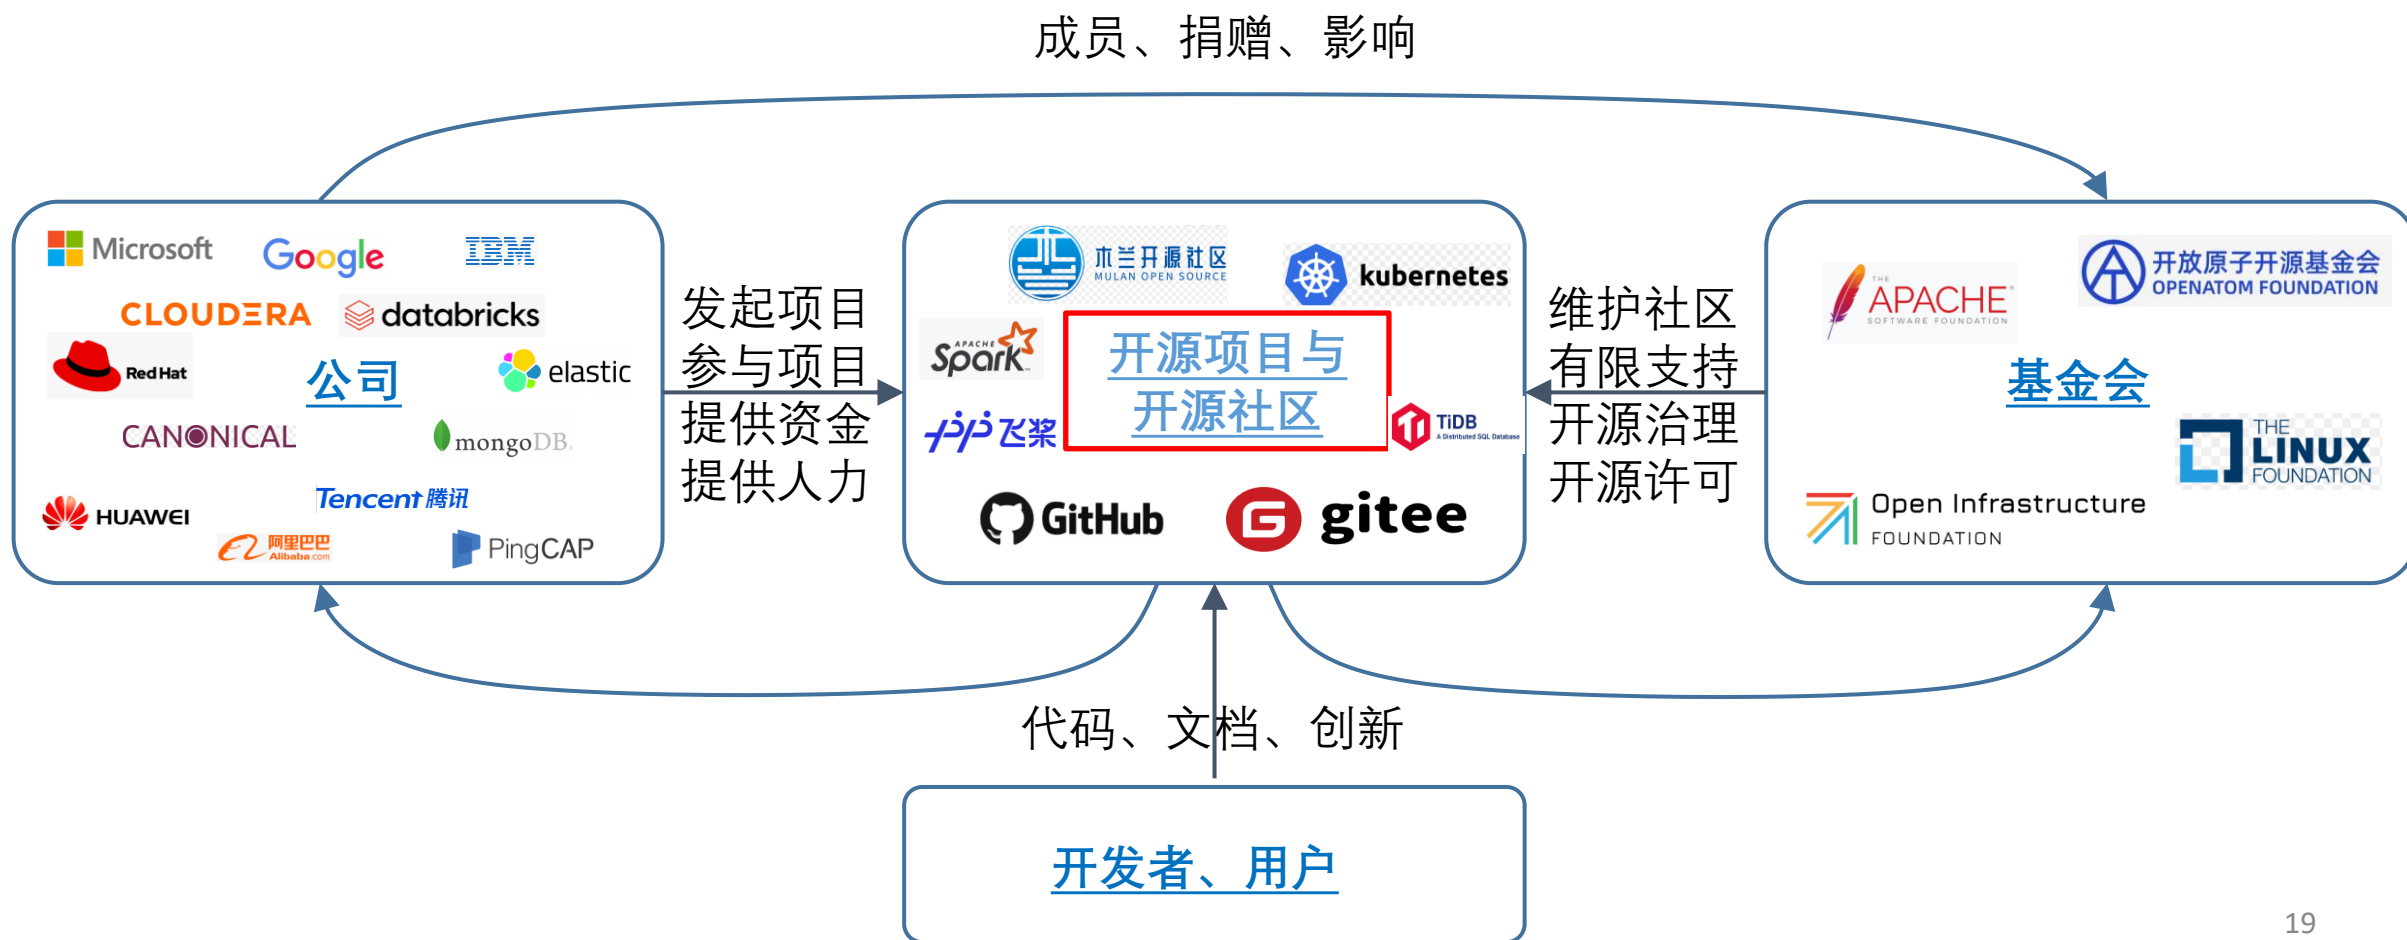 成员、捐赠、影响
Microsoft
Google
IBM
CLOUDERA
databricks
Red Hat
公司
elastic
CANONICAL
mongoDB.
HUAWEI
Tencent 腾讯
阿里巴巴
Alibaba.com
PingCAP
发起项目
参与项目
提供资金
提供人力
木兰开源社区
MULAN OPEN SOURCE
kubernetes
APACHE
Spark
开源项目与
开源社区
飞桨
TiDB
A Distributed SQL Database
GitHub
gitee
维护社区
有限支持
开源治理
开源许可
THE
APACHE
SOFTWARE FOUNDATION
开放原子开源基金会
OPENATOM FOUNDATION
基金会
THE
LINUX
FOUNDATION
Open Infrastructure
FOUNDATION
代码、文档、创新
开发者、用户
19